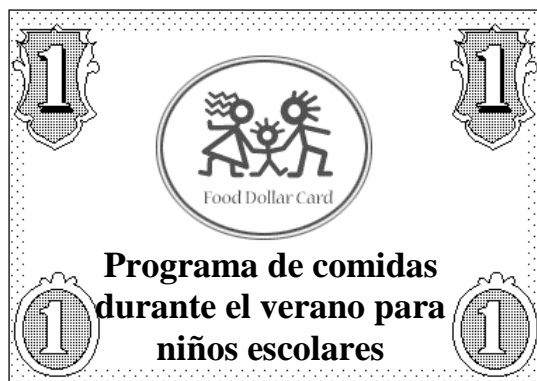 1 1
Food Dollar Card
Programa de comidas
durante el verano para
niños escolares
1 1